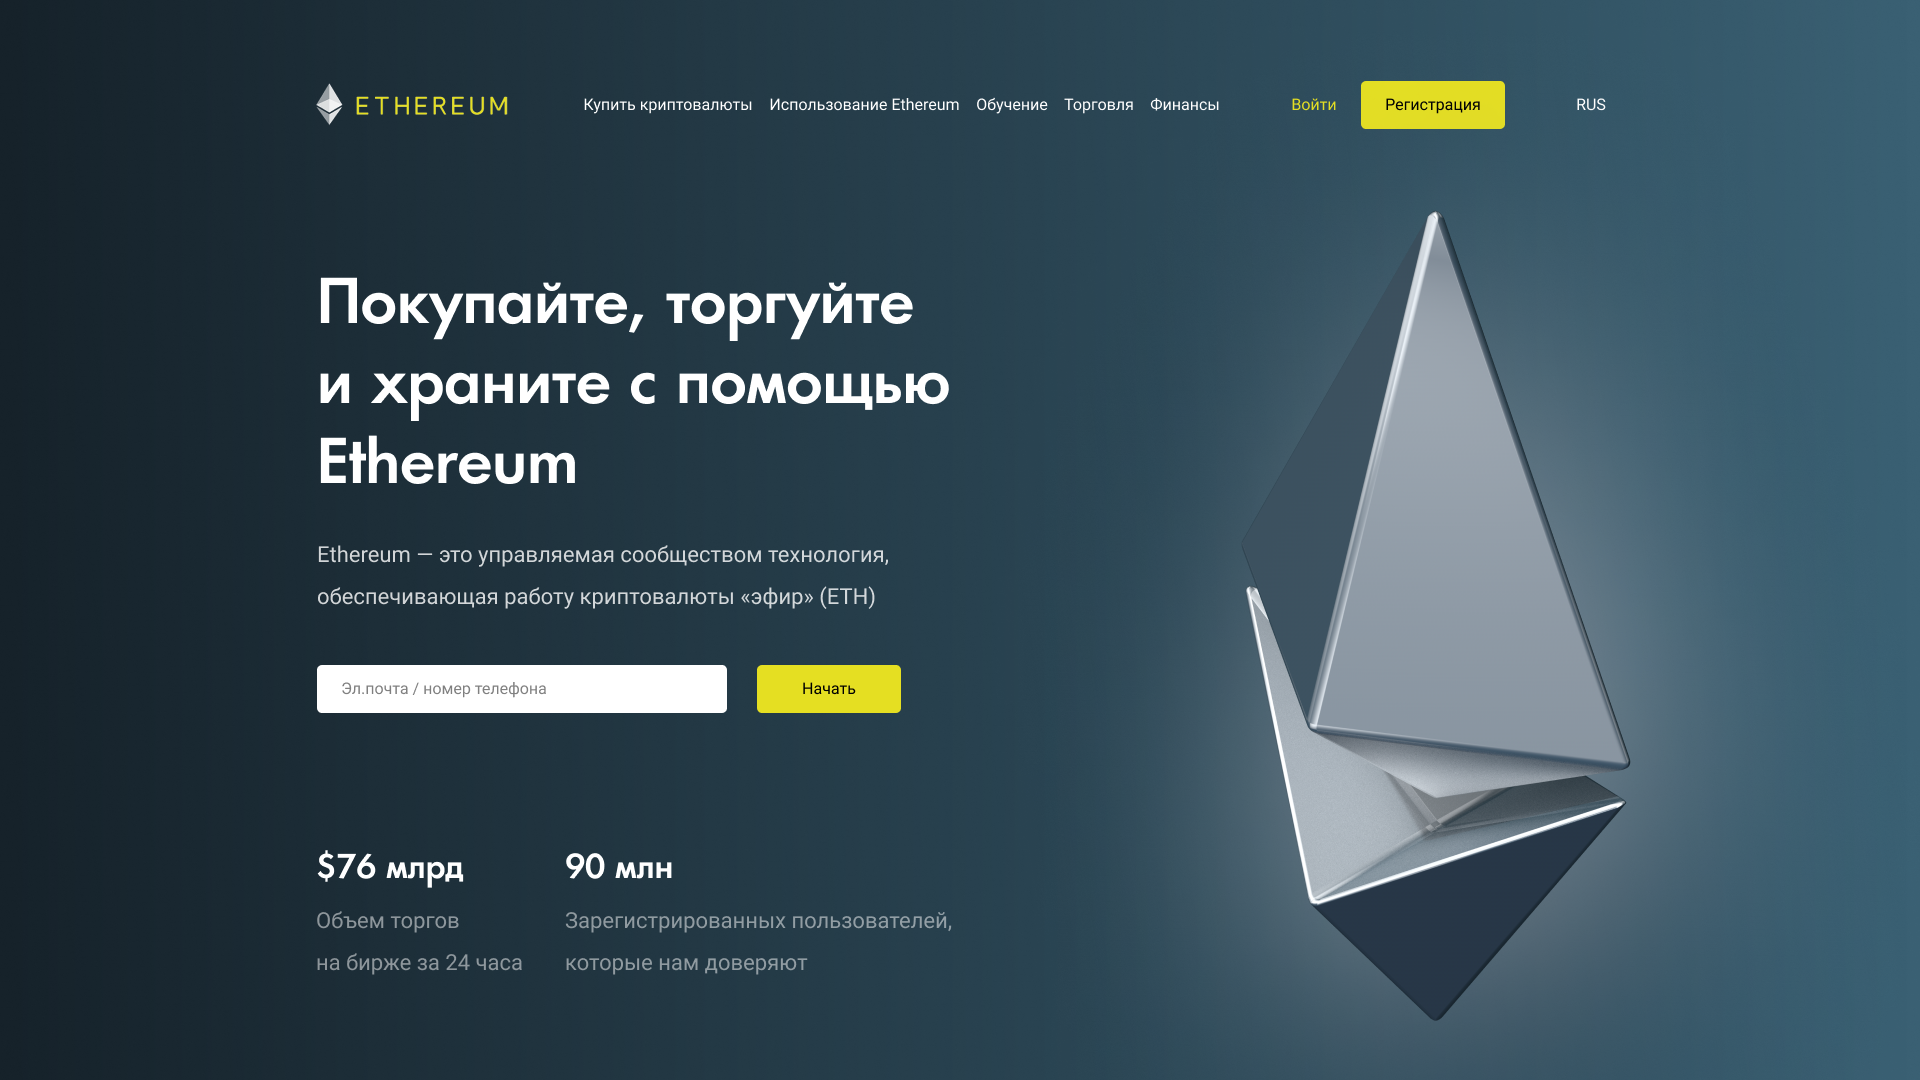 ETHEREUM
Купить криптовалюты Использование Ethereum Обучение Торговля Финансы Войти Регистрация RUS
Покупайте, торгуйте
и храните с помощью
Ethereum
Ethereum — это управляемая сообществом технология,
обеспечивающая работу криптовалюты «эфир» (ETH)
Эл.почта / номер телефона
Начать
$76 млрд
Объем торгов
на бирже за 24 часа
90 млн
Зарегистрированных пользователей,
которые нам доверяют